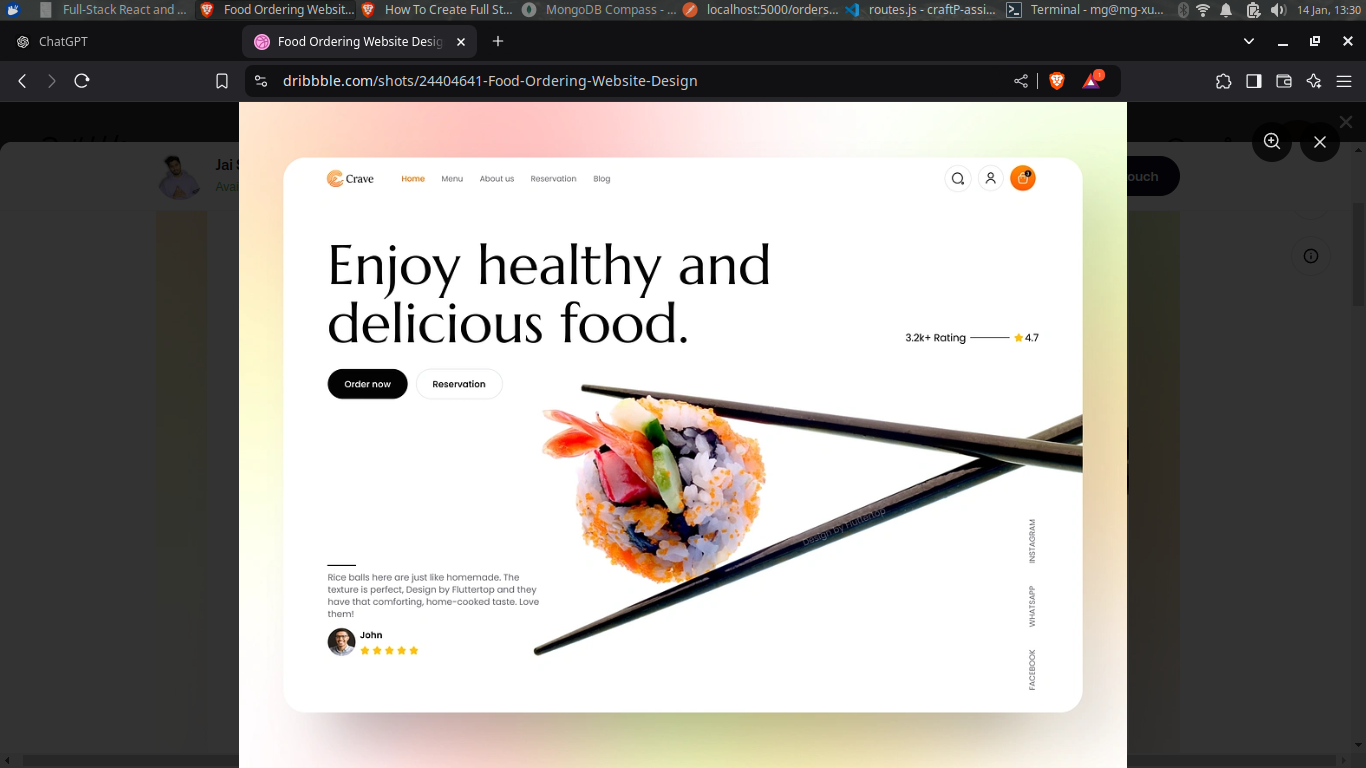 Full-Stack React and ...
Food Ordering Websit...
How To Create Full St...
MongoDB Compass - ...
localhost:5000/orders...
routes.js - craftP-assi...
Terminal - mg@mg-xu...
14 Jan, 13:30
ChatGPT
Food Ordering Website Desig
dribbble.com/shots/24404641-Food-Ordering-Website-Design
1
Jai S
Avai
ouch
Crave
Home
Menu
About us
Reservation
Blog
Enjoy healthy and
delicious food.
3.2k+ Rating
4.7
Order now
Reservation
Design by Fluttertop
Rice balls here are just like homemade. The
texture is perfect, Design by Fluttertop and they
have that comforting, home-cooked taste. Love
them!
John
INSTAGRAM
WHATSAPP
FACEBOOK